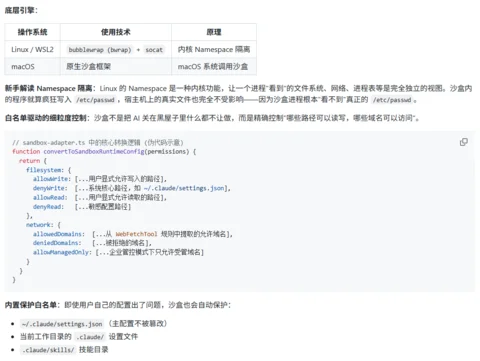 底层引擎：
操作系统 使用技术 原理
Linux / WSL2 bubblewrap (bwrap) + socat 内核 Namespace 隔离
macOS 原生沙盒框架 macOS 系统调用沙盒
新手解读 Namespace 隔离：Linux 的 Namespace 是一种内核功能，让一个进程"看到"的文件系统、网络、进程表等是完全独立的视图。沙盒内
的程序就算疯狂写入 /etc/passwd，宿主机上的真实文件也完全不受影响——因为沙盒进程根本"看不到"真正的 /etc/passwd。
白名单驱动的细粒度控制：沙盒不是把 AI 关在黑屋子里什么都不让做，而是精确控制"哪些路径可以读写，哪些域名可以访问"。
// sandbox-adapter.ts 中的核心转换逻辑（伪代码示意）
function convertToSandboxRuntimeConfig(permissions) {
return {
filesystem: {
allowWrite: [...用户显式允许写入的路径],
denyWrite: [...系统核心路径，如 ~/.claude/settings.json],
allowRead: [...用户显式允许读取的路径],
denyRead: [...敏感配置路径]
},
network: {
allowedDomains: [...从 WebFetchTool 规则中提取的允许域名],
deniedDomains: [...被拒绝的域名],
allowManagedOnly: [...企业管控模式下只允许受管域名]
}
}
}
内置保护白名单：即使用户自己的配置出了问题，沙盒也会自动保护：
• ~/.claude/settings.json（主配置不被篡改）
• 当前工作目录的 .claude/ 设置文件
• .claude/skills/ 技能目录